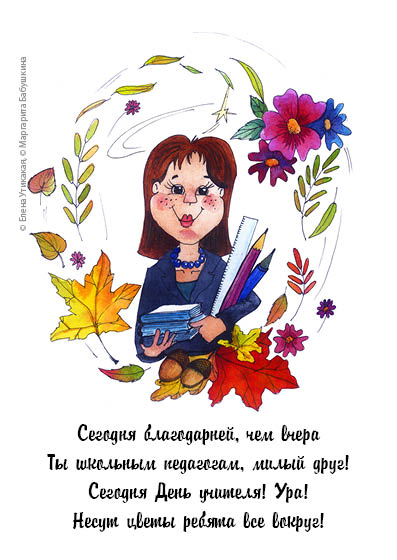 © Елена Утикакая, © Маргарита Бабушкина
Сегодня благодарней, чем вчера
Ты школьным педагогам, милый друг!
Сегодня День учителя! Ура!
Несут цветы ребята все вокруг!